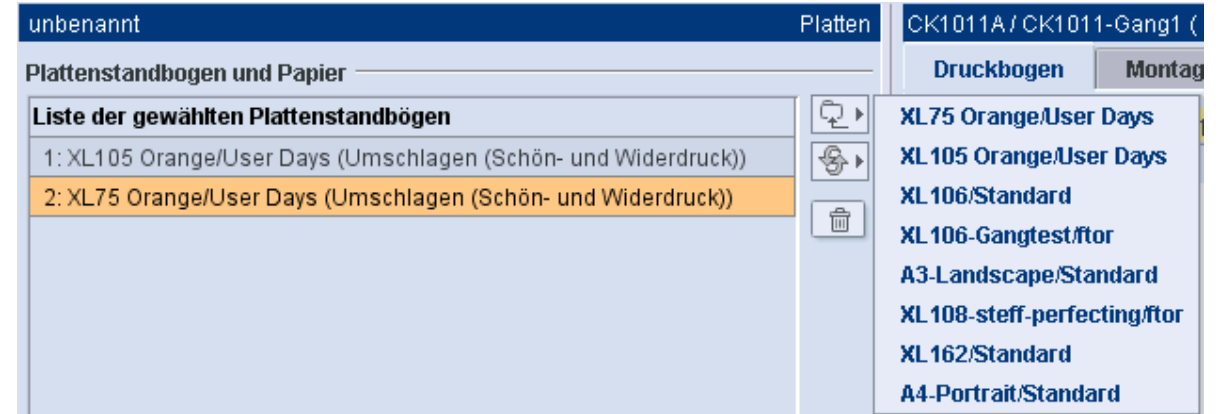 unbenannt Platten
CK1011A / CK1011-Gang1 (
Plattenstandbogen und Papier
Druckbogen Montag
Liste der gewählten Plattenstandbögen
1: XL105 Orange/User Days (Umschlagen (Schön- und Widerdruck))
2: XL75 Orange/User Days (Umschlagen (Schön- und Widerdruck))
XL75 Orange/User Days
XL105 Orange/User Days
XL106/Standard
XL106-Gangtest/ftor
A3-Landscape/Standard
XL108-steff-perfecting/ftor
XL162/Standard
A4-Portrait/Standard